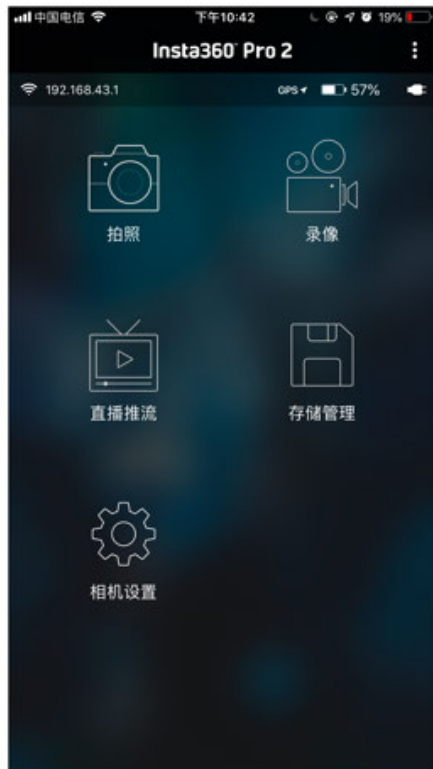 中国电信 下午10:42 19%
Insta360 Pro 2
192.168.43.1 GPS 57%
拍照 录像
直播推流 存储管理
相机设置